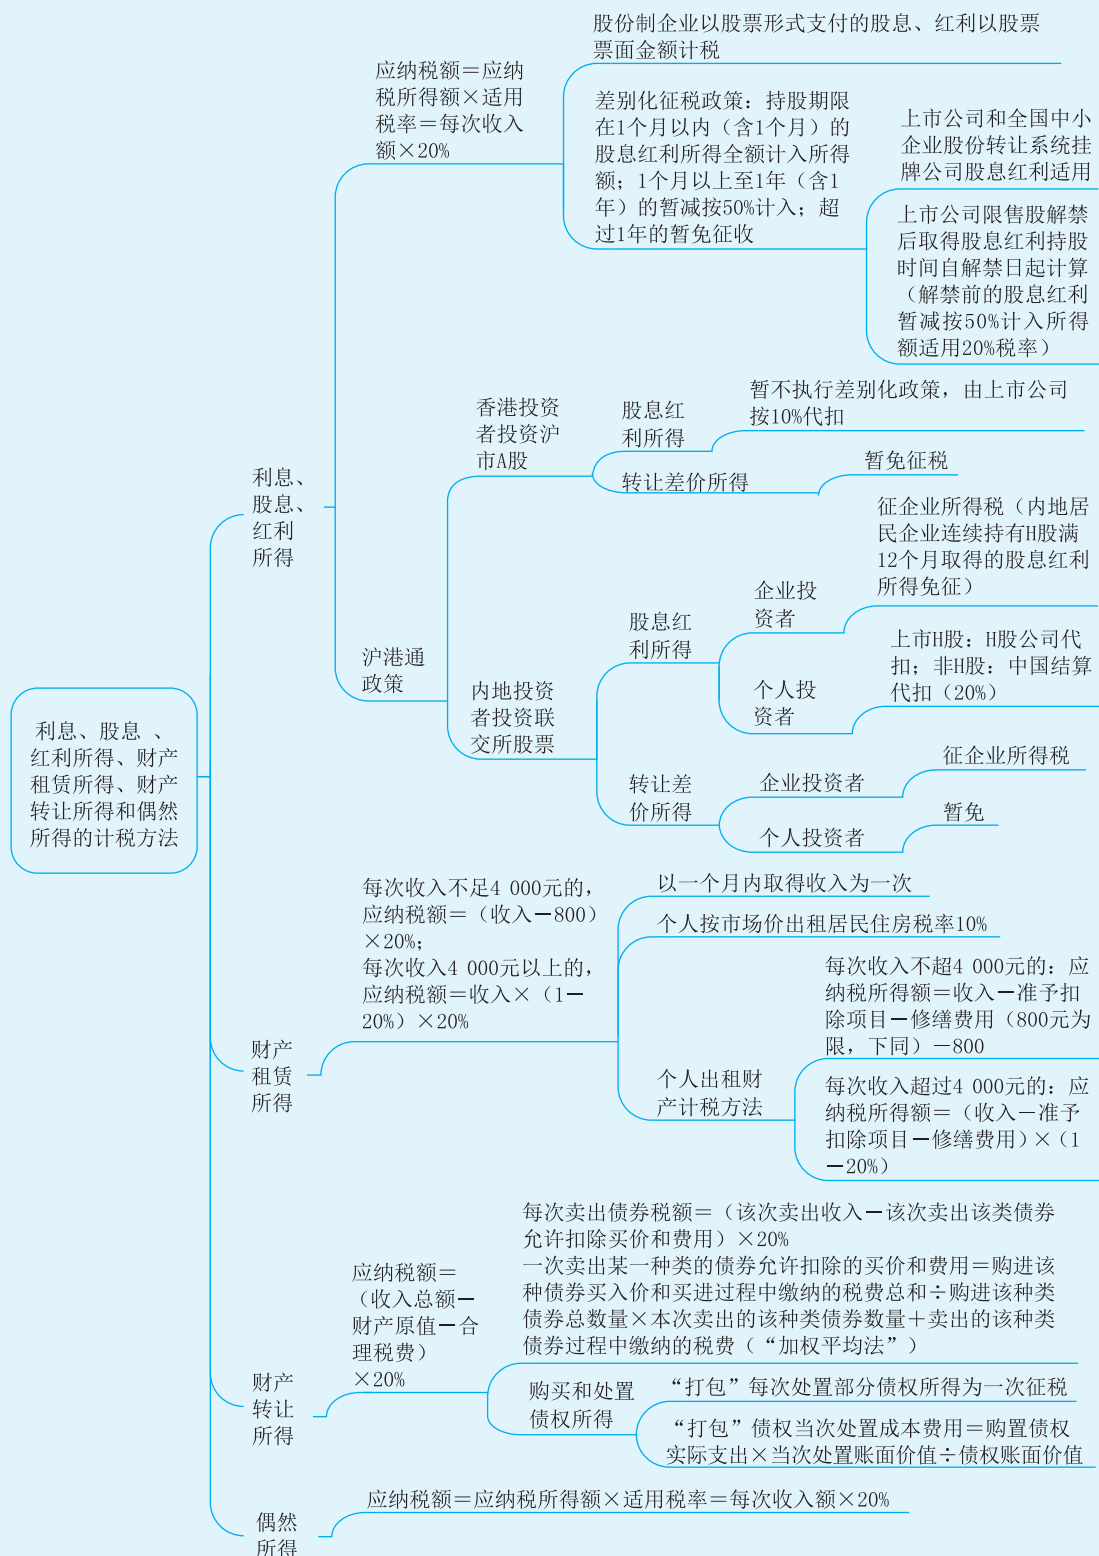 股份制企业以股票形式支付的股息、红利以股票
票面金额计税
应纳税额＝应纳
税所得额×适用
税率＝每次收入
额×20%
差别化征税政策：持股期限
在1个月以内（含1个月）的
股息红利所得全额计入所得
额；1个月以上至1年（含1
年）的暂减按50%计入；超
过1年的暂免征收
上市公司和全国中小
企业股份转让系统挂
牌公司股息红利适用
上市公司限售股解禁
后取得股息红利持股
时间自解禁日起计算
（解禁前的股息红利
暂减按50%计入所得
额适用20%税率）
利息、
股息、
红利
所得
香港投资
者投资沪
市A股
股息红
利所得
暂不执行差别化政策，由上市公司
按10%代扣
转让差价所得
暂免征税
沪港通
政策
内地投资
者投资联
交所股票
股息红
利所得
企业投
资者
征企业所得税（内地居
民企业连续持有H股满
12个月取得的股息红利
所得免征）
个人投
资者
上市H股：H股公司代
扣；非H股：中国结算
代扣（20%）
转让差
价所得
企业投资者
征企业所得税
个人投资者
暂免
利息、股息 、
红利所得、财产
租赁所得、财产
转让所得和偶然
所得的计税方法
每次收入不足4 000元的，
应纳税额＝（收入－800）
×20%；
每次收入4 000元以上的，
应纳税额＝收入×（1－
20%）×20%
财产
租赁
所得
以一个月内取得收入为一次
个人按市场价出租居民住房税率10%
个人出租财
产计税方法
每次收入不超4 000元的：应
纳税所得额＝收入－准予扣
除项目－修缮费用（800元为
限，下同）－800
每次收入超过4 000元的：应
纳税所得额＝（收入－准予
扣除项目－修缮费用）×（1
－20%）
应纳税额＝
（收入总额－
财产原值－合
理税费）
×20%
财产
转让
所得
每次卖出债券税额＝（该次卖出收入－该次卖出该类债券
允许扣除买价和费用）×20%
一次卖出某一种类的债券允许扣除的买价和费用＝购进该
种债券买入价和买进过程中缴纳的税费总和÷购进该种类
债券总数量×本次卖出的该种类债券数量＋卖出的该种类
债券过程中缴纳的税费（“加权平均法”）
购买和处置
债权所得
“打包”每次处置部分债权所得为一次征税
“打包”债权当次处置成本费用＝购置债权
实际支出×当次处置账面价值÷债权账面价值
偶然
所得
应纳税额＝应纳税所得额×适用税率＝每次收入额×20%